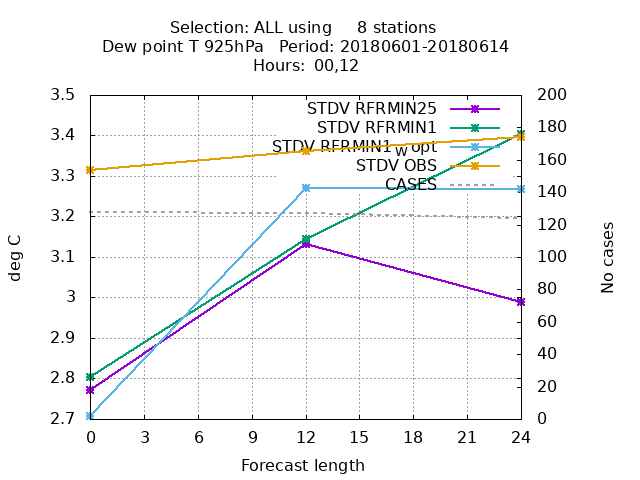 Selection: ALL using     8 stations
Dew point T 925hPa   Period: 20180601-20180614
Hours:  00,12
3.5
3.4
3.3
3.2
3.1
3
2.9
2.8
2.7
deg C
STDV RFRMIN25
STDV RFRMIN1
STDV RFRMIN1_wopt
STDV OBS
CASES
200
180
160
140
120
100
80
60
40
20
0
No cases
0 3 6 9 12 15 18 21 24
Forecast length